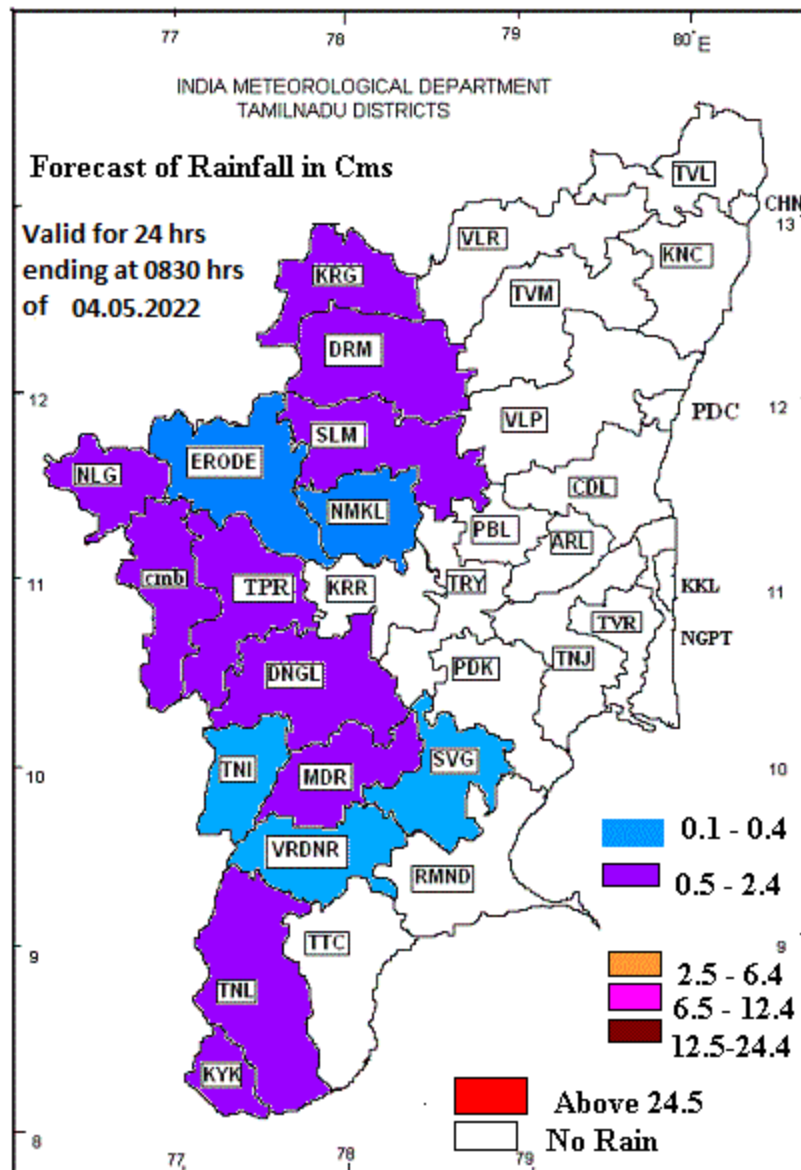 77 78 79 80°E
INDIA METEOROLOGICAL DEPARTMENT
TAMILNADU DISTRICTS
Forecast of Rainfall in Cms
TVL
CHN
13
Valid for 24 hrs
ending at 0830 hrs
of 04.05.2022
VLR
KNC
KRG
TVM
DRM
12
12
PDC
VLP
SLM
ERODE
NLG
CDL
NMKL
PBL
ARL
11
cmb
TPR
KRR
TRY
KKL
11
TVR
NGPT
DNGL
PDK
TNJ
10
TNI
MDR
SVG
10
VRDNR
0.1 - 0.4
RMND
0.5 - 2.4
9
TTC
9
2.5 - 6.4
TNL
6.5 - 12.4
12.5-24.4
KYK
Above 24.5
8
No Rain
77 78 79